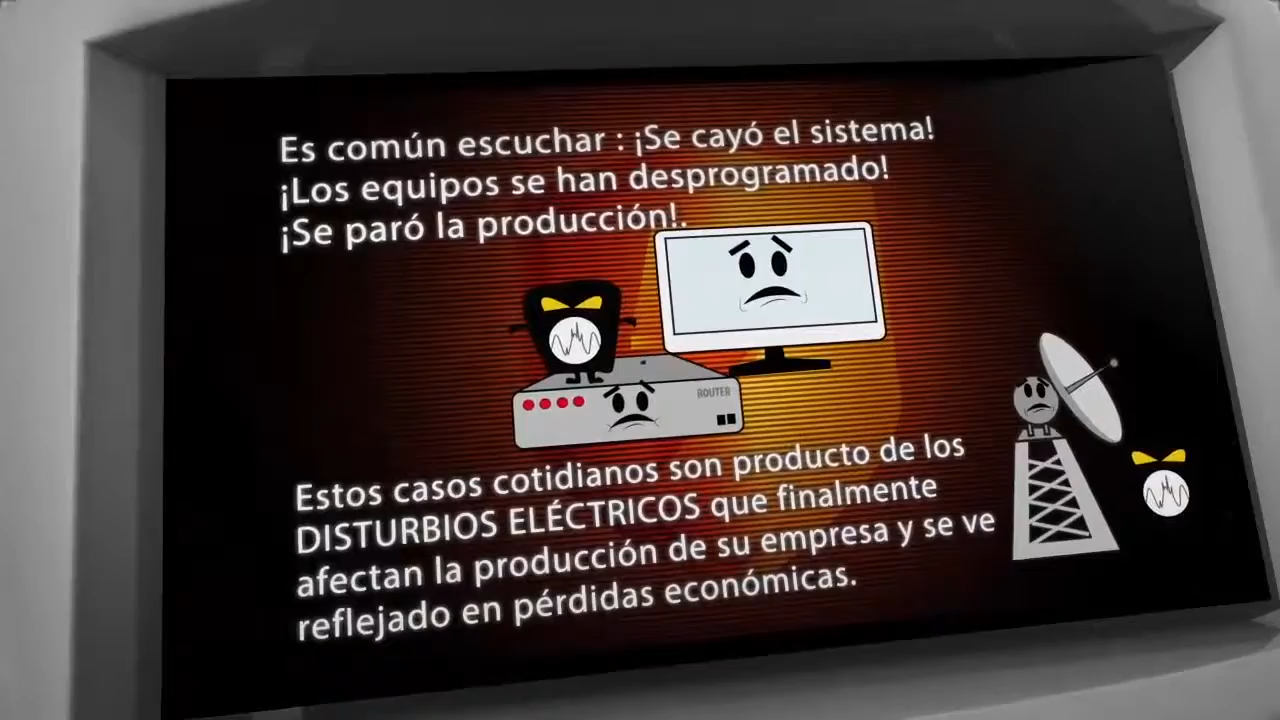 Es común escuchar : ¡Se cayó el sistema!
¡Los equipos se han desprogramado!
¡Se paró la producción!.
ROUTER
Estos casos cotidianos son producto de los
DISTURBIOS ELÉCTRICOS que finalmente
afectan la producción de su empresa y se ve
reflejado en pérdidas económicas.